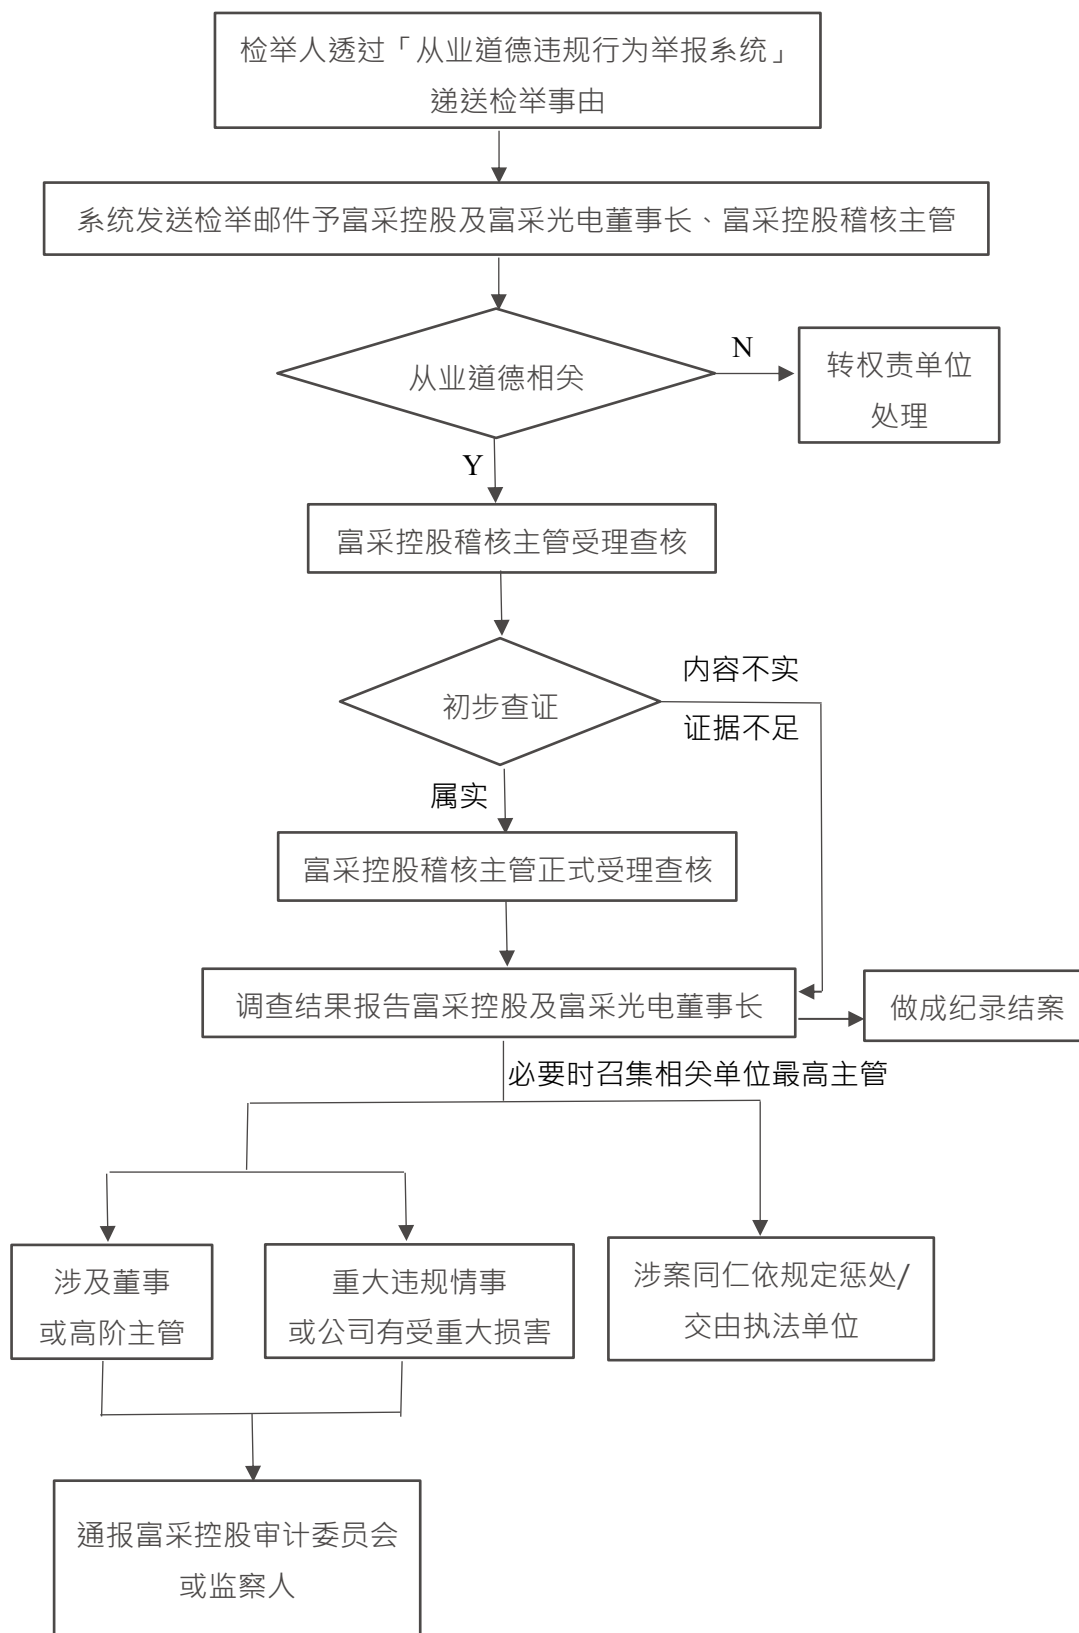 检举人透过「从业道德违规行为举报系统」
递送检举事由
系统发送检举邮件予富采控股及富采光电董事长、富采控股稽核主管
从业道德相关
N
转权责单位
处理
Y
富采控股稽核主管受理查核
初步查证
内容不实
证据不足
属实
富采控股稽核主管正式受理查核
调查结果报告富采控股及富采光电董事长
做成纪录结案
必要时召集相关单位最高主管
涉及董事
或高阶主管
重大违规情事
或公司有受重大损害
涉案同仁依规定惩处/
交由执法单位
通报富采控股审计委员会
或监察人